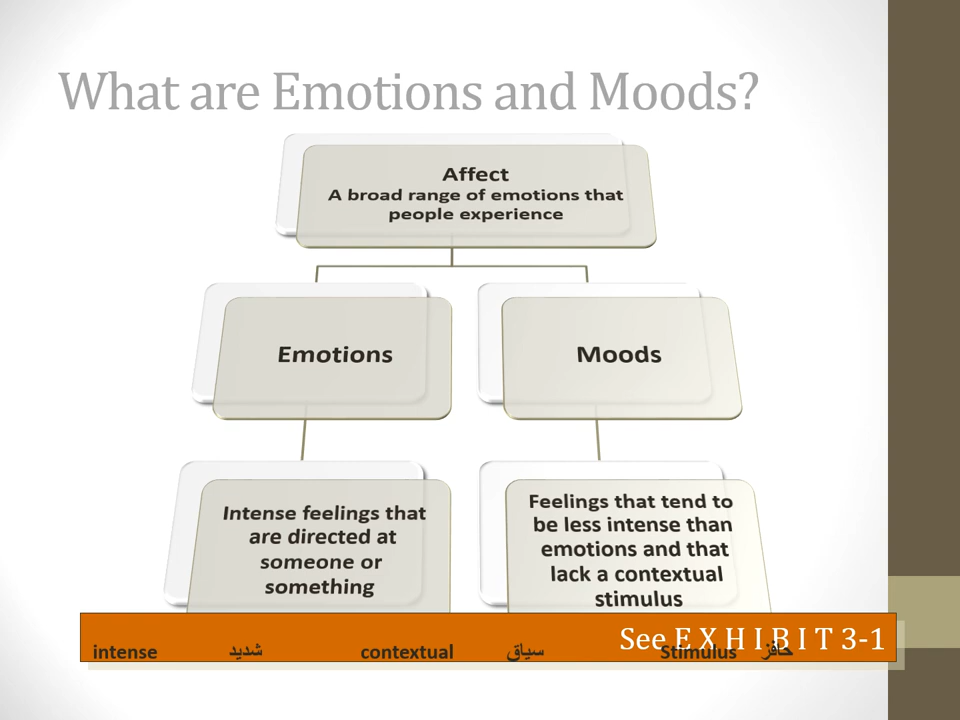 What are Emotions and Moods?
Affect
A broad range of emotions that
people experience
Emotions
Moods
Intense feelings that
are directed at
someone or
something
Feelings that tend to
be less intense than
emotions and that
lack a contextual
stimulus
See E X H I B I T 3-1
intense شديد contextual سياق Stimulus حافز